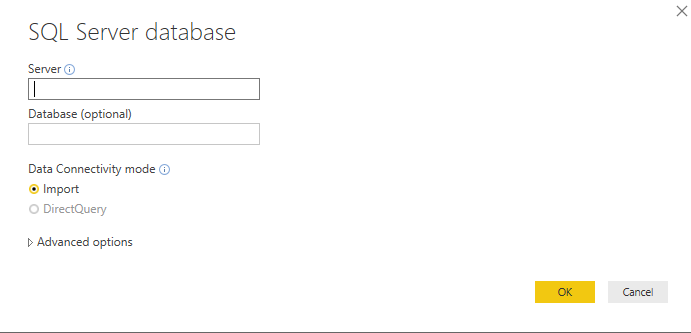 SQL Server database
Server
Database (optional)
Data Connectivity mode
Import
DirectQuery
Advanced options
OK
Cancel